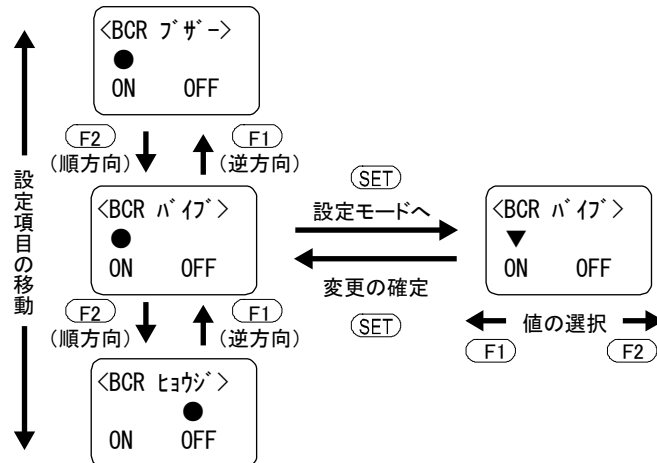 <BCR ﾌﾞｻﾞｰ>
●
ON OFF
F2 F1
(順方向) (逆方向)
設定項目の移動
<BCR ﾊﾞｲﾌﾞ>
●
ON OFF
SET
設定モードへ
変更の確定
SET
<BCR ﾊﾞｲﾌﾞ>
▼
ON OFF
値の選択
F1 F2
F2 F1
(順方向) (逆方向)
<BCR ﾋｮｳｼﾞ>
●
ON OFF